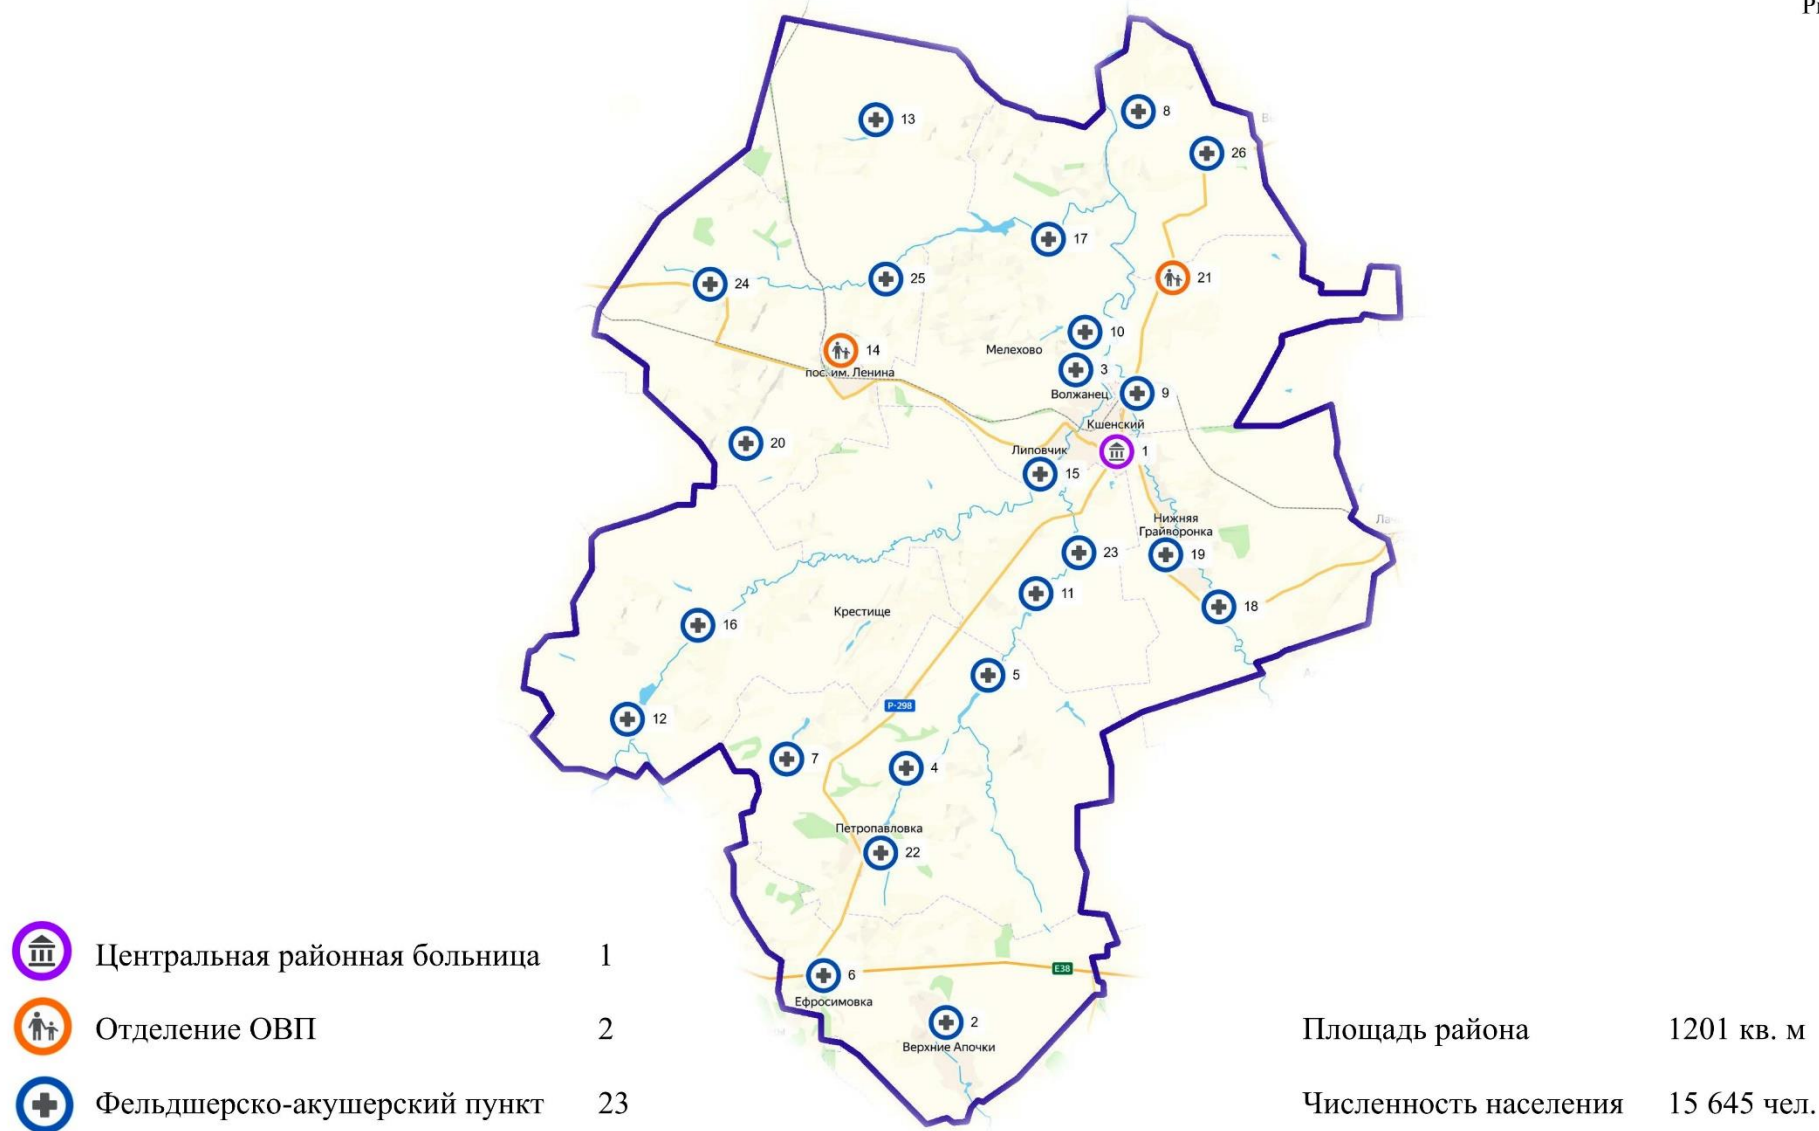 13
8
26
17
21
24
25
10
14
Мелехово
3
пос. им. Ленина
Волжанец
9
Кшенский
20
Липовчик
1
15
Нижняя
Грайворонка
23
19
11
18
Крестище
16
5
Р-298
12
7
4
Петропавловка
22
Е38
6
Ефросимовка
2
Верхние Апочки
Центральная районная больница 1
Отделение ОВП 2
Фельдшерско-акушерский пункт 23
Площадь района 1201 кв. м
Численность населения 15 645 чел.